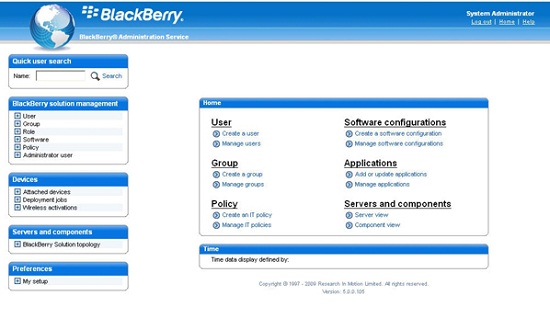 BlackBerry.
System Administrator
Log out | Home | Help
BlackBerry® Administration Service
Quick user search
Name: Search
BlackBerry solution management
User
Group
Role
Software
Policy
Administrator user
Devices
Attached devices
Deployment jobs
Wireless activations
Servers and components
BlackBerry Solution topology
Preferences
My setup
Home
User
Create a user
Manage users
Software configurations
Create a software configuration
Manage software configurations
Group
Create a group
Manage groups
Applications
Add or update applications
Manage applications
Policy
Create an IT policy
Manage IT policies
Servers and components
Server view
Component view
Time
Time data display defined by:
Copyright © 1997 - 2009 Research In Motion Limited. All rights reserved.
Version: